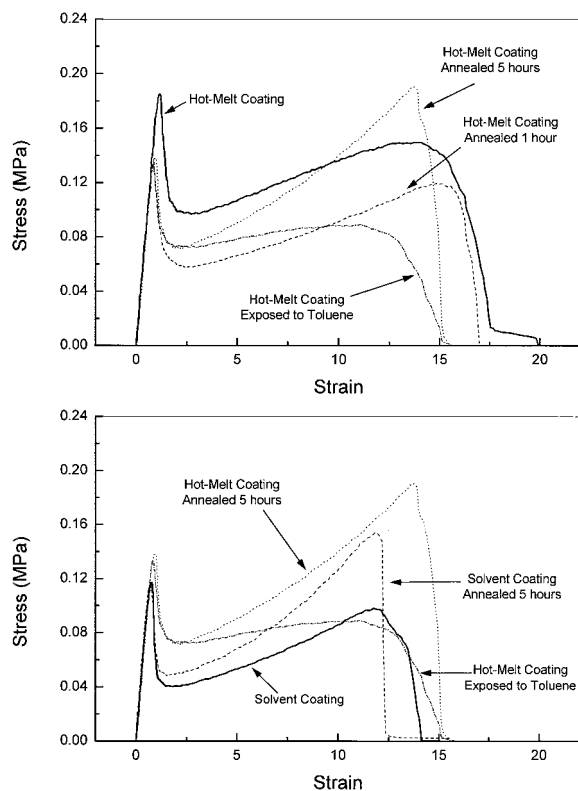 0.24
0.20
0.16
0.12
0.08
0.04
0.00
Stress (MPa)
Hot-Melt Coating
Hot-Melt Coating
Annealed 5 hours
Hot-Melt Coating
Annealed 1 hour
Hot-Melt Coating
Exposed to Toluene
0 5 10 15 20
Strain
0.24
0.20
0.16
0.12
0.08
0.04
0.00
Stress (MPa)
Hot-Melt Coating
Annealed 5 hours
Solvent Coating
Annealed 5 hours
Hot-Melt Coating
Exposed to Toluene
Solvent Coating
0 5 10 15 20
Strain